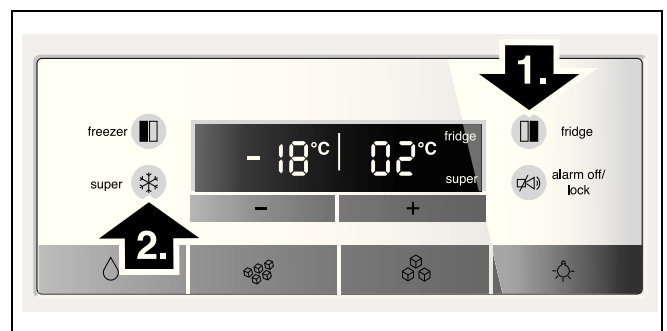 1.
freezer
fridge
-18°C
02°C
fridge
super
super
alarm off/
lock
-
+
2.